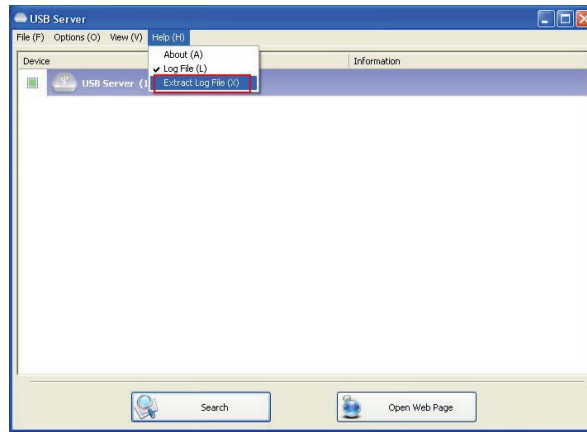 USB Server
File (F) Options (O) View (V) Help (H)
About (A)
Log File (L)
Extract Log File (X)
Device Information
USB Server (1
Search Open Web Page